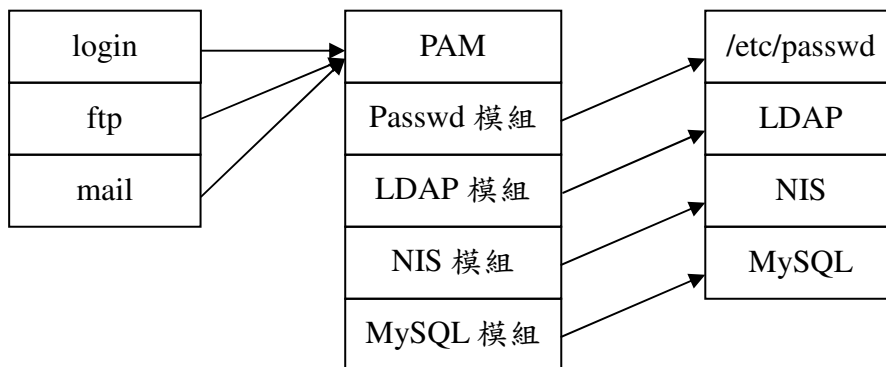 login
ftp
mail
PAM
Passwd 模組
LDAP 模組
NIS 模組
MySQL 模組
/etc/passwd
LDAP
NIS
MySQL